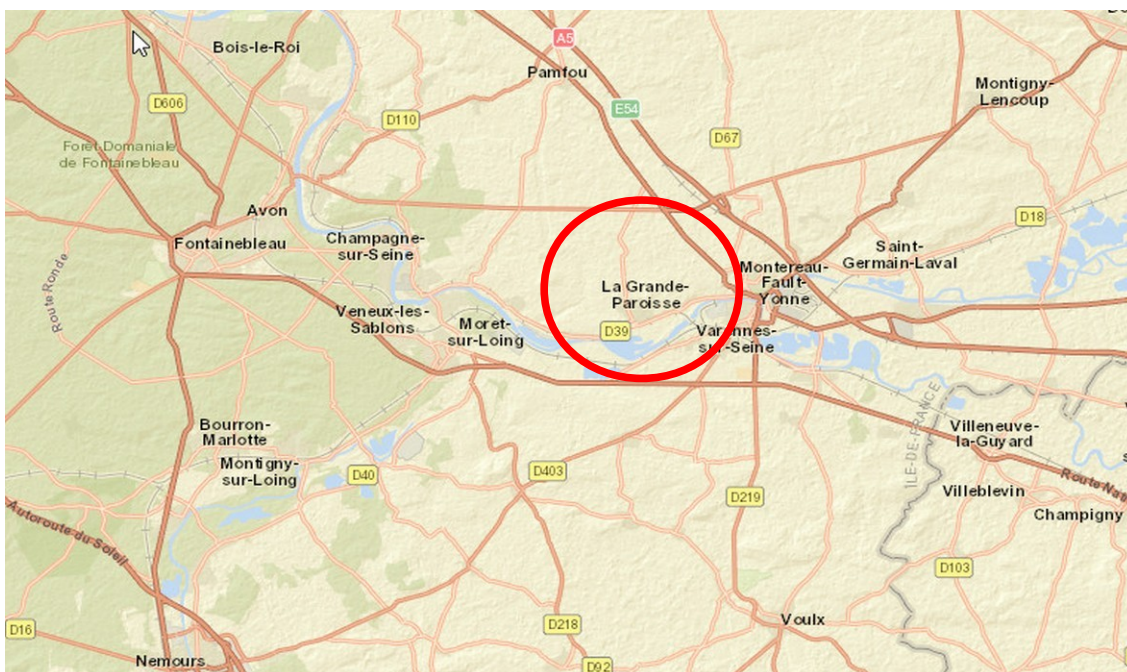 Bois-le-Roi
A5
Pamfou
Montigny-
Lencoup
D606
E54
D110
D67
Foret Domaniale
de Fontainebleau
Avon
D18
Fontainebleau
Champagne-
sur-Seine
Saint-
Germain-Laval
Montereau-
Fault-
Yonne
La Grande-
Paroisse
Route Ronde
Veneux-les-
Sablons
Moret-
sur-Loing
D39
Varennes-
sur-Seine
ILE-DE-FRANCE
Bourron-
Marlotte
Villeneuve-
la-Guyard
Montigny-
sur-Loing
D40
D403
D219
Route Nat
Villeblevin
Champigny
Autoroute du Soleil
D103
D16
D218
Voulx
Nemours
D92